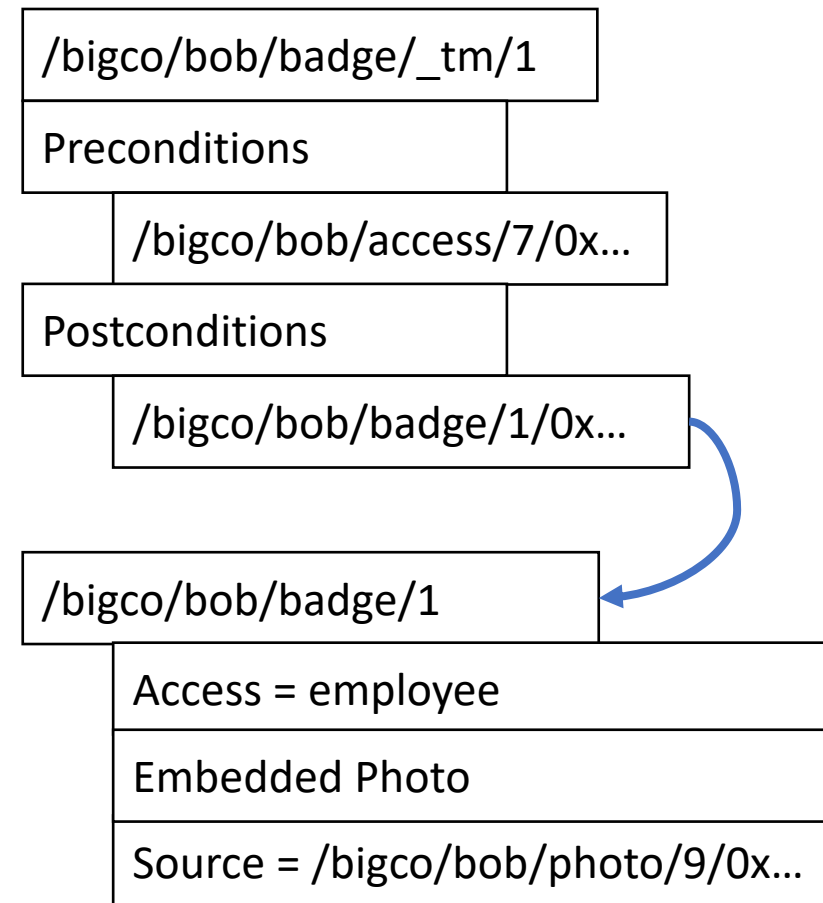 /bigco/bob/badge/_tm/1
Preconditions
/bigco/bob/access/7/0x…
Postconditions
/bigco/bob/badge/1/0x…
/bigco/bob/badge/1
Access = employee
Embedded Photo
Source = /bigco/bob/photo/9/0x…